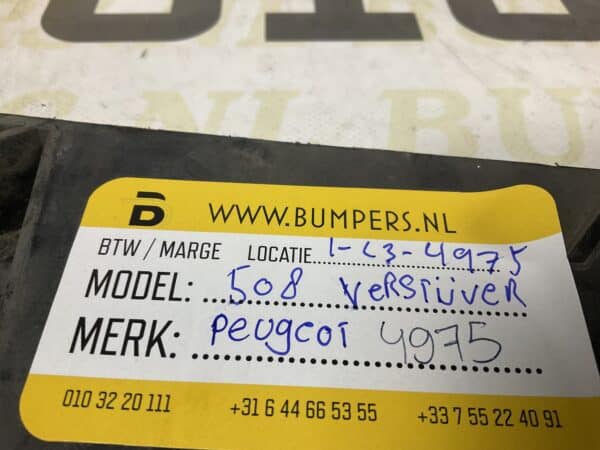 WWW.BUMPERS.NL
BTW / MARGE LOCATIE 1-L3-4975
MODEL: 508 VERSTUVER
MERK: PEUGEOT 4975
010 32 20 111 +31 6 44 66 53 55 +33 7 55 22 40 91